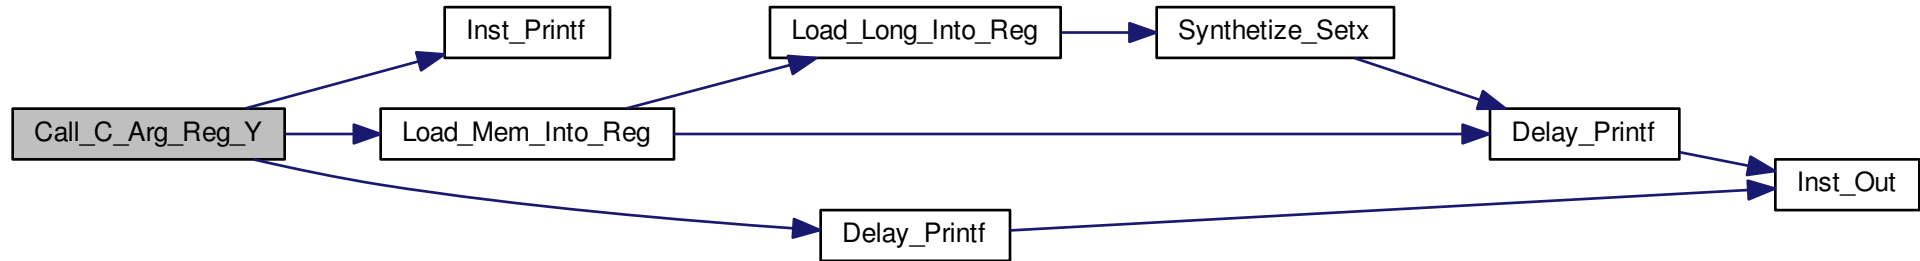 Inst_Printf
Load_Long_Into_Reg
Synthetize_Setx
Call_C_Arg_Reg_Y
Load_Mem_Into_Reg
Delay_Printf
Inst_Out
Delay_Printf